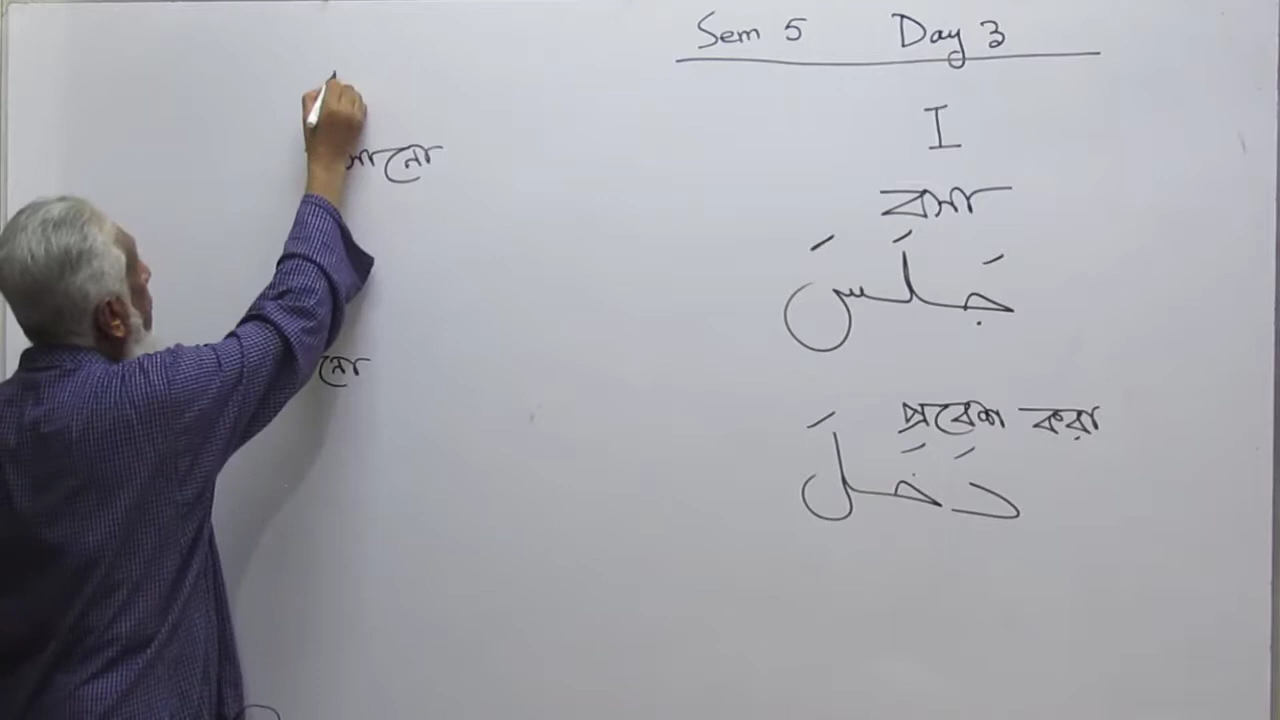 Sem 5 Day 3
I
বসা
جَلَسَ
প্রবেশ করা
دَخَلَ